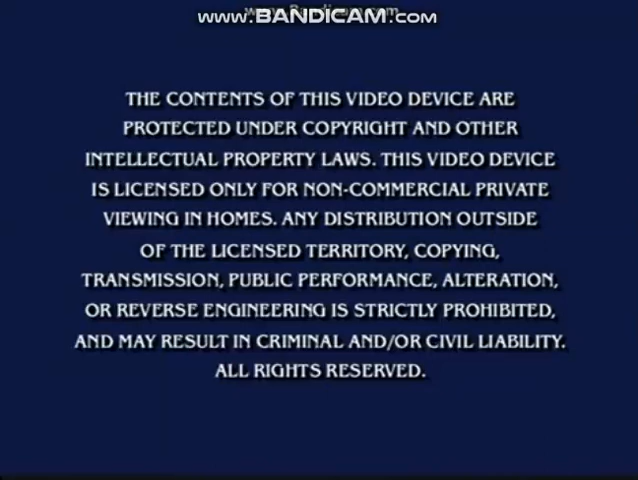 www.BANDICAM.com
www.Bandicam.com
THE CONTENTS OF THIS VIDEO DEVICE ARE
PROTECTED UNDER COPYRIGHT AND OTHER
INTELLECTUAL PROPERTY LAWS. THIS VIDEO DEVICE
IS LICENSED ONLY FOR NON-COMMERCIAL PRIVATE
VIEWING IN HOMES. ANY DISTRIBUTION OUTSIDE
OF THE LICENSED TERRITORY, COPYING,
TRANSMISSION, PUBLIC PERFORMANCE, ALTERATION,
OR REVERSE ENGINEERING IS STRICTLY PROHIBITED,
AND MAY RESULT IN CRIMINAL AND/OR CIVIL LIABILITY.
ALL RIGHTS RESERVED.